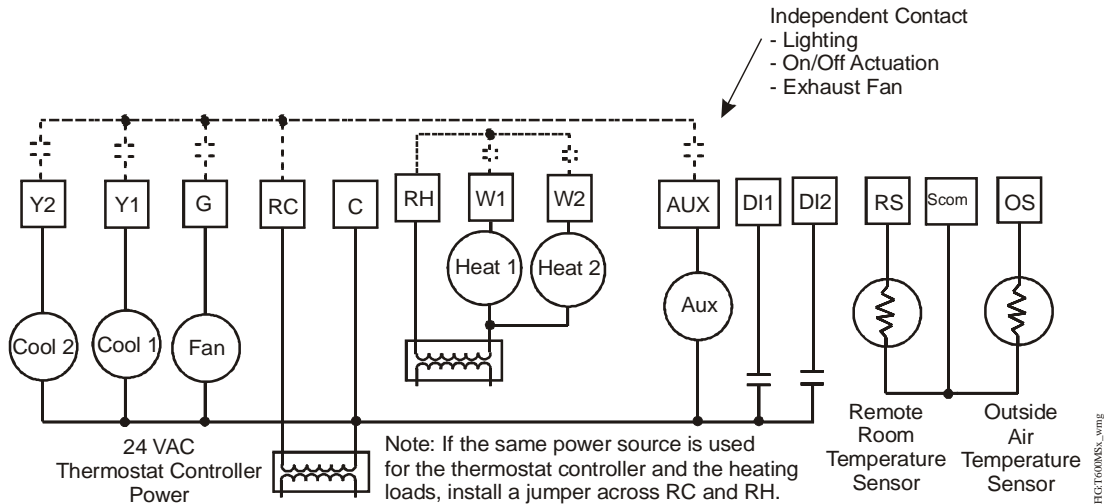 Independent Contact
- Lighting
- On/Off Actuation
- Exhaust Fan
Y2
Y1
G
RC
C
RH
W1
W2
AUX
DI1
DI2
RS
Scom
OS
Heat 1
Heat 2
Aux
Cool 2
Cool 1
Fan
24 VAC
Thermostat Controller
Power
Note: If the same power source is used
for the thermostat controller and the heating
loads, install a jumper across RC and RH.
Remote
Room
Temperature
Sensor
Outside
Air
Temperature
Sensor
FIG:T600MSx_wrng